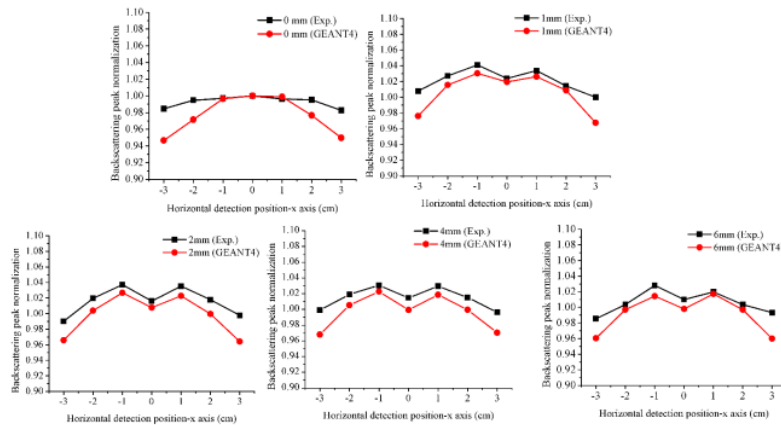 0 mm (Exp.)
0 mm (GEANT4)
Backscattering peak normalization
1.10
1.08
1.06
1.04
1.02
1.00
0.98
0.96
0.94
0.92
0.90
-3 -2 -1 0 1 2 3
Horizontal detection position-x axis (cm)
1mm (Exp.)
1mm (GEANT4)
Backscattering peak normalization
1.10
1.08
1.06
1.04
1.02
1.00
0.98
0.96
0.94
0.92
0.90
-3 -2 -1 0 1 2 3
Horizontal detection position-x axis (cm)
2mm (Exp.)
2mm (GEANT4)
Backscattering peak normalization
1.10
1.08
1.06
1.04
1.02
1.00
0.98
0.96
0.94
0.92
0.90
-3 -2 -1 0 1 2 3
Horizontal detection position-x axis (cm)
4mm (Exp.)
4mm (GEANT4)
Backscattering peak normalization
1.10
1.08
1.06
1.04
1.02
1.00
0.98
0.96
0.94
0.92
0.90
-3 -2 -1 0 1 2 3
Horizontal detection position-x axis (cm)
6mm (Exp.)
6mm (GEANT4
Backscattering peak normalization
1.10
1.08
1.06
1.04
1.02
1.00
0.98
0.96
0.94
0.92
0.90
-3 -2 -1 0 1 2 3
Horizontal detection position-x axis (cm)